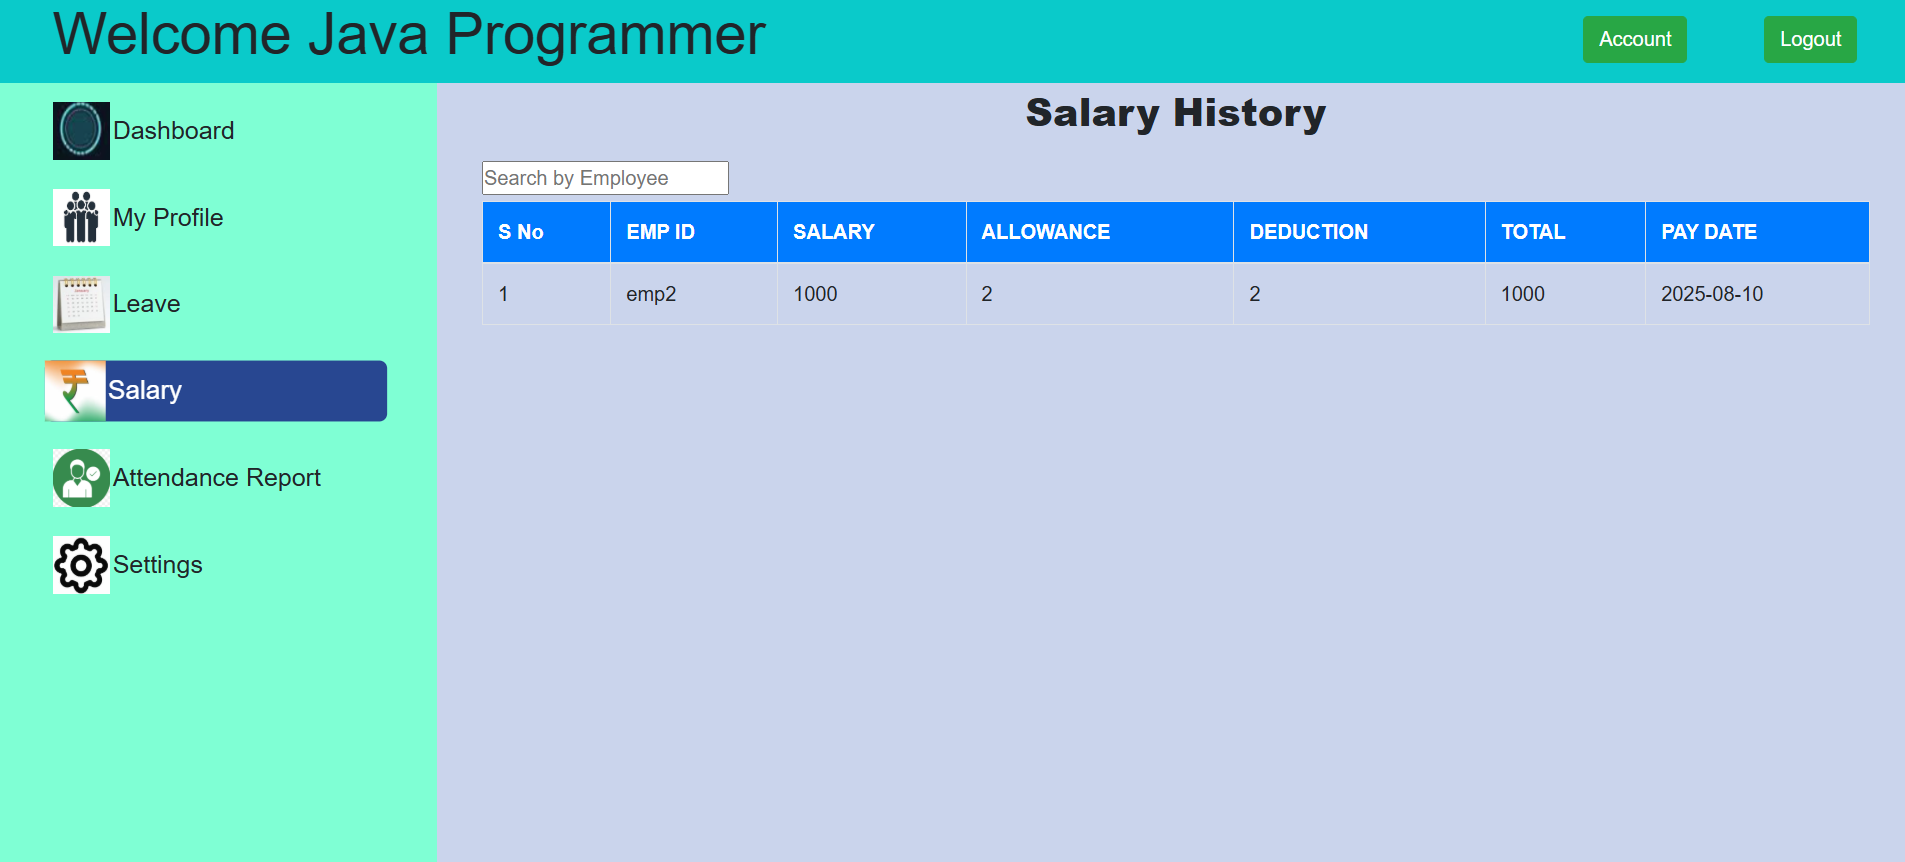 Welcome Java Programmer
Account
Logout
Dashboard
My Profile
Leave
Salary
Attendance Report
Settings
Salary History
Search by Employee
S No EMP ID SALARY ALLOWANCE DEDUCTION TOTAL PAY DATE
1 emp2 1000 2 2 1000 2025-08-10